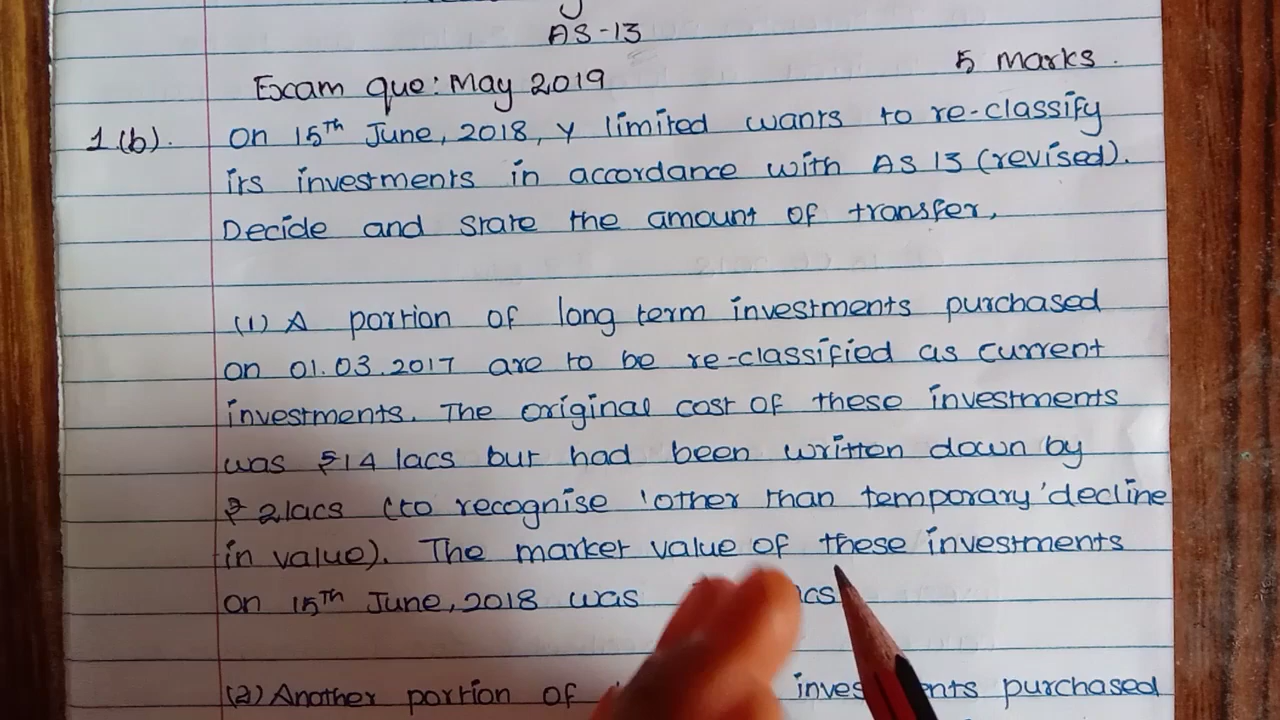 AS-13
Exam que: May 2019
5 marks.
1(b). On 15TH June, 2018, Y limited wants to re-classify
its investments in accordance with AS 13 (revised).
Decide and state the amount of transfer,
(1) A portion of long term investments purchased
on 01.03.2017 are to be re-classified as current
investments. The original cost of these investments
was ₹14 lacs but had been written down by
₹ 2lacs (to recognise 'other than temporary' decline
in value). The market value of these investments
on 15TH June, 2018 was
(2) Another portion of investments purchased